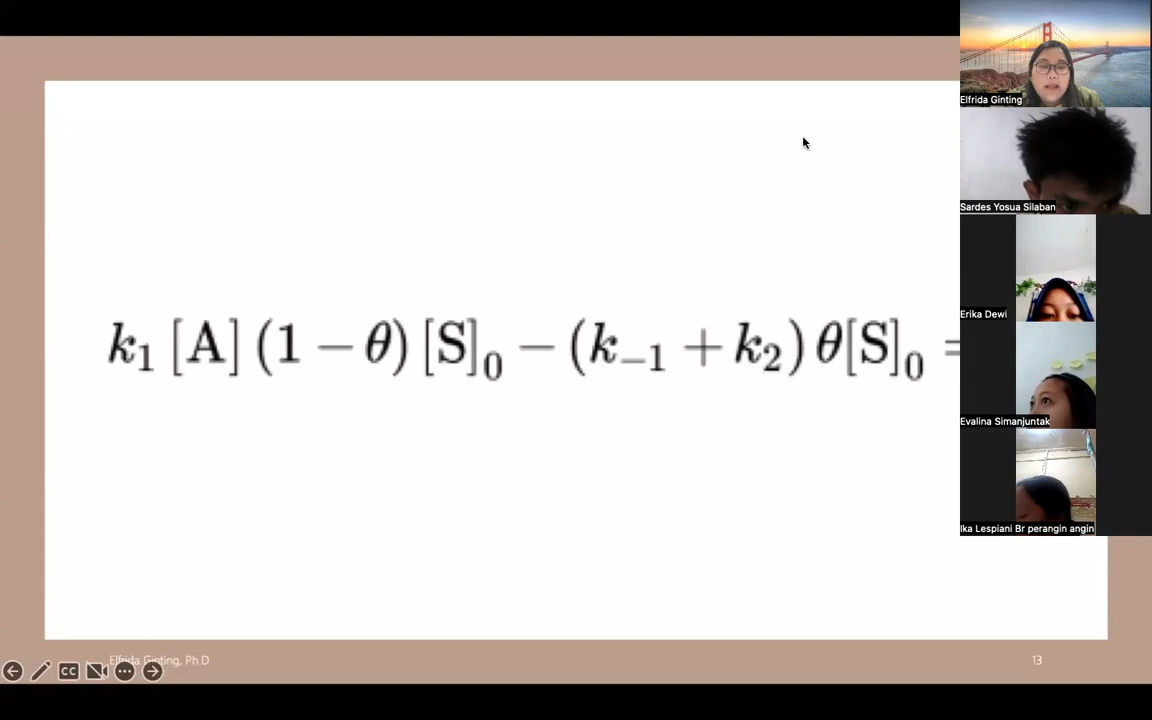 k₁ [A] (1 − θ) [S]₀ − (k₋₁ + k₂) θ[S]₀ =
Elfrida Ginting, Ph.D
13
CC
Elfrida Ginting
Sardes Yosua Silaban
Erika Dewi
Evalina Simanjuntak
Ika Lespiani Br perangin angin